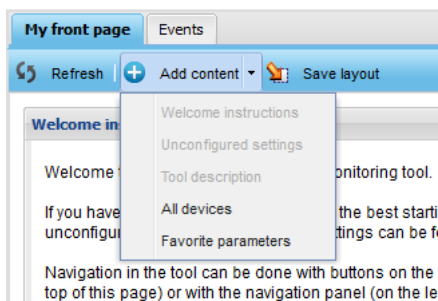 My front page Events
Refresh Add content Save layout
Welcome instructions
Unconfigured settings
Tool description
All devices
Favorite parameters
Welcome in
Welcome onitoring tool.
If you have the best starti
unconfigur ttings can be f
Navigation in the tool can be done with buttons on the
top of this page) or with the navigation panel (on the le